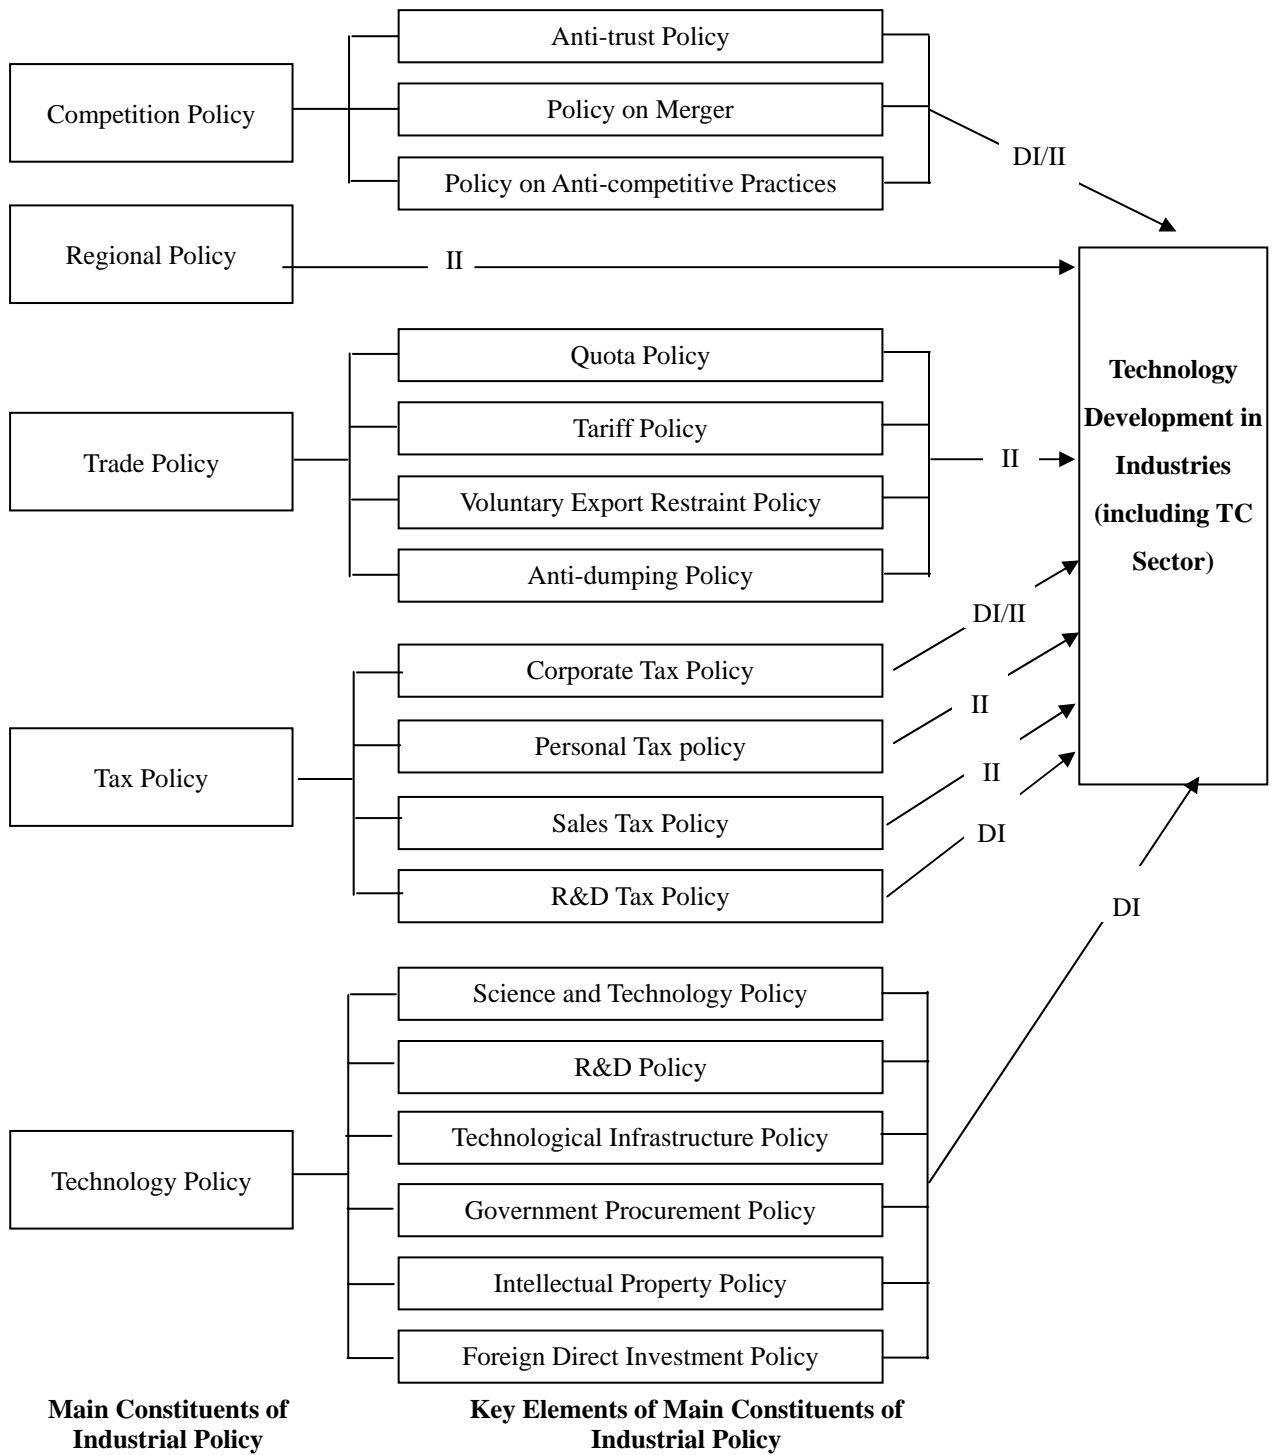 Competition Policy
Anti-trust Policy
Policy on Merger
Policy on Anti-competitive Practices
DI/II
Regional Policy
II
Trade Policy
Quota Policy
Tariff Policy
Voluntary Export Restraint Policy
Anti-dumping Policy
II
Tax Policy
Corporate Tax Policy
Personal Tax policy
Sales Tax Policy
R&D Tax Policy
DI/II
II
II
DI
Technology Policy
Science and Technology Policy
R&D Policy
Technological Infrastructure Policy
Government Procurement Policy
Intellectual Property Policy
Foreign Direct Investment Policy
DI
Technology
Development in
Industries
(including TC
Sector)
Main Constituents of
Industrial Policy
Key Elements of Main Constituents of
Industrial Policy